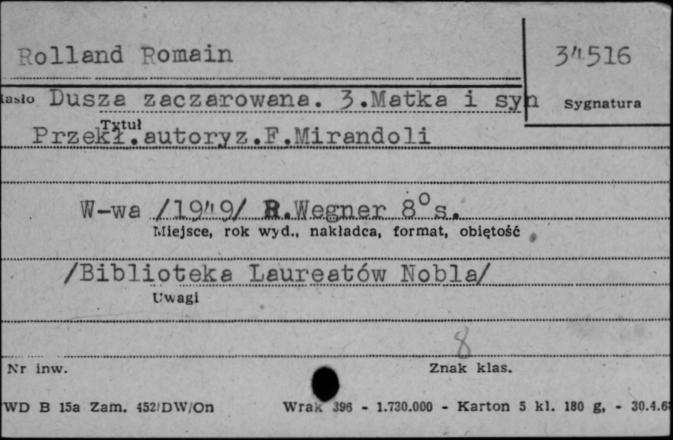 Rolland Romain
34516
iasło Dusza zaczarowana. 3.Matka i syn
Sygnatura
Tytuł
Przekł.autoryz.F.Mirandoli
W-wa /1949/ R.Wegner 8° s.
Miejsce, rok wyd., nakładca, format, obiętość
/Biblioteka Laureatów Nobla/
Uwagi
8
Nr inw.
Znak klas.
WD B 15a Zam. 452/DW/On Wrak 396 - 1.730.000 - Karton 5 kl. 180 g, - 30.4.6